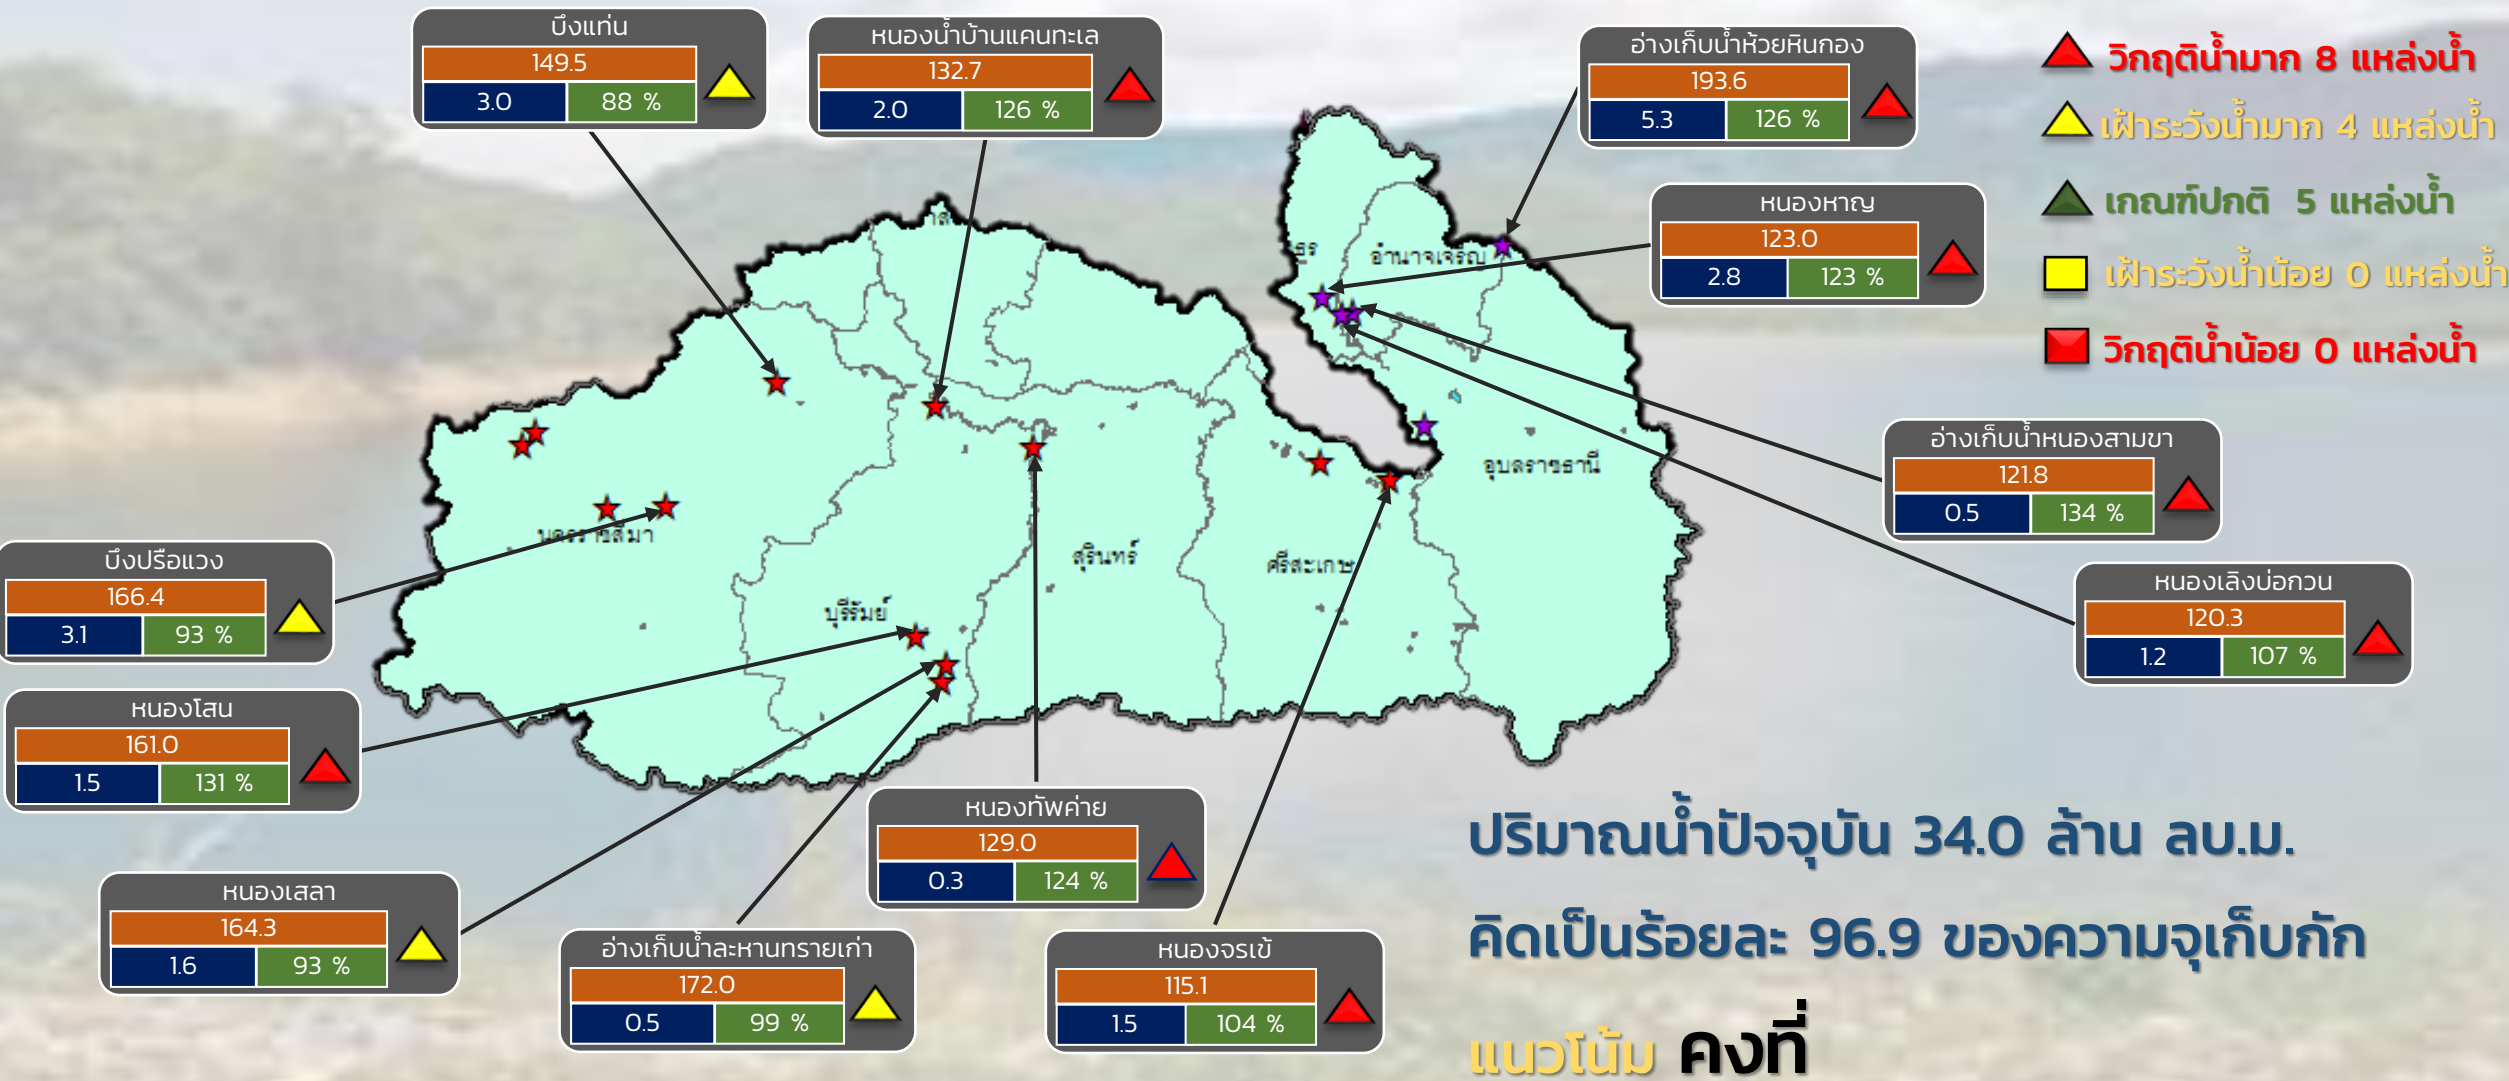 บึงแท่น
149.5
3.0 88 %
หนองน้ำบ้านแคนทะเล
132.7
2.0 126 %
อ่างเก็บน้ำห้วยหินกอง
193.6
5.3 126 %
วิกฤติน้ำมาก 8 แหล่งน้ำ
เฝ้าระวังน้ำมาก 4 แหล่งน้ำ
เกณฑ์ปกติ 5 แหล่งน้ำ
เฝ้าระวังน้ำน้อย 0 แหล่งน้ำ
วิกฤติน้ำน้อย 0 แหล่งน้ำ
หนองหาญ
123.0
2.8 123 %
อำนาจเจริญ
อ่างเก็บน้ำหนองสามขา
121.8
0.5 134 %
อุบลราชธานี
นครราชสีมา
สุรินทร์
ศรีสะเกษ
บุรีรัมย์
บึงปรือแวง
166.4
3.1 93 %
หนองเลิงบ่อกวน
120.3
1.2 107 %
หนองโสน
161.0
1.5 131 %
หนองทัพค่าย
129.0
0.3 124 %
หนองเสลา
164.3
1.6 93 %
อ่างเก็บน้ำละหานทรายเก่า
172.0
0.5 99 %
หนองจรเข้
115.1
1.5 104 %
ปริมาณน้ำปัจจุบัน 34.0 ล้าน ลบ.ม.
คิดเป็นร้อยละ 96.9 ของความจุเก็บกัก
แนวโน้ม คงที่